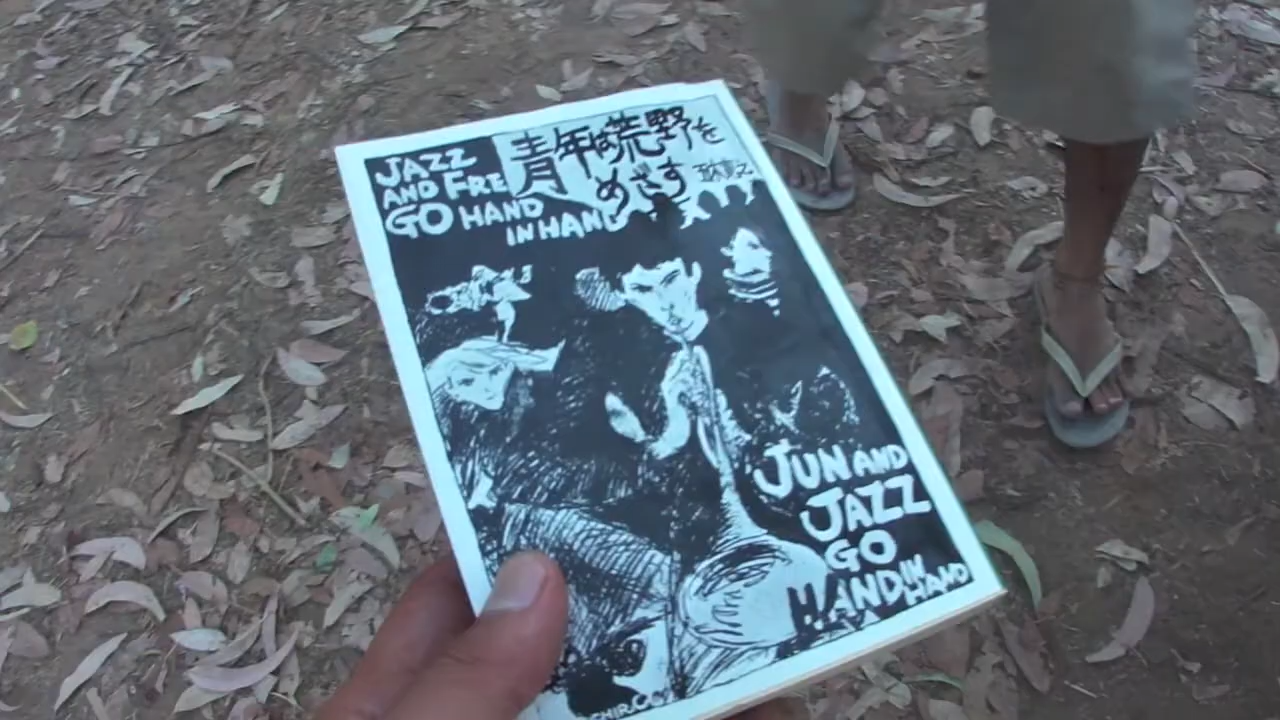 JAZZ
AND FRE
GO HAND
IN HAND
青年は荒野を
めざす
JUN AND
JAZZ
GO
HAND IN
HAND